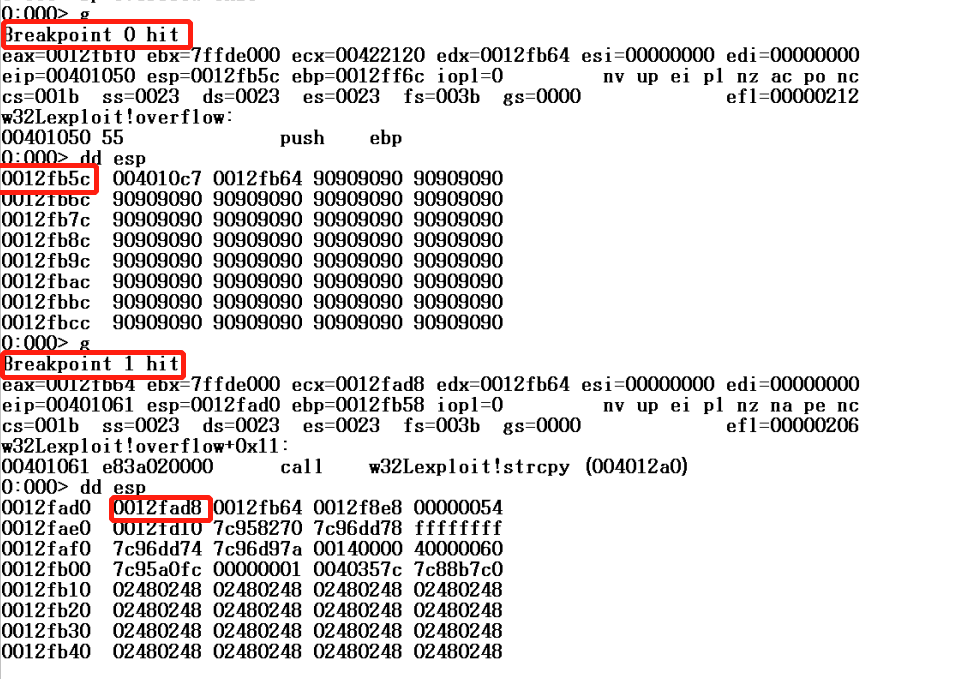 0:000> g
Breakpoint 0 hit
eax=0012fbf0 ebx=7ffde000 ecx=00422120 edx=0012fb64 esi=00000000 edi=00000000
eip=00401050 esp=0012fb5c ebp=0012ff6c iopl=0         nv up ei pl nz ac po nc
cs=001b  ss=0023  ds=0023  es=0023  fs=003b  gs=0000             efl=00000212
w32Lexploit!overflow:
00401050 55              push    ebp
0:000> dd esp
0012fb5c  004010c7 0012fb64 90909090 90909090
0012fb6c  90909090 90909090 90909090 90909090
0012fb7c  90909090 90909090 90909090 90909090
0012fb8c  90909090 90909090 90909090 90909090
0012fb9c  90909090 90909090 90909090 90909090
0012fbac  90909090 90909090 90909090 90909090
0012fbbc  90909090 90909090 90909090 90909090
0012fbcc  90909090 90909090 90909090 90909090
0:000> g
Breakpoint 1 hit
eax=0012fb64 ebx=7ffde000 ecx=0012fad8 edx=0012fb64 esi=00000000 edi=00000000
eip=00401061 esp=0012fad0 ebp=0012fb58 iopl=0         nv up ei pl nz na pe nc
cs=001b  ss=0023  ds=0023  es=0023  fs=003b  gs=0000             efl=00000206
w32Lexploit!overflow+0x11:
00401061 e83a020000      call    w32Lexploit!strcpy (004012a0)
0:000> dd esp
0012fad0  0012fad8 0012fb64 0012f8e8 00000054
0012fae0  0012fd10 7c958270 7c96dd78 ffffffff
0012faf0  7c96dd74 7c96d97a 00140000 40000060
0012fb00  7c95a0fc 00000001 0040357c 7c88b7c0
0012fb10  02480248 02480248 02480248 02480248
0012fb20  02480248 02480248 02480248 02480248
0012fb30  02480248 02480248 02480248 02480248
0012fb40  02480248 02480248 02480248 02480248